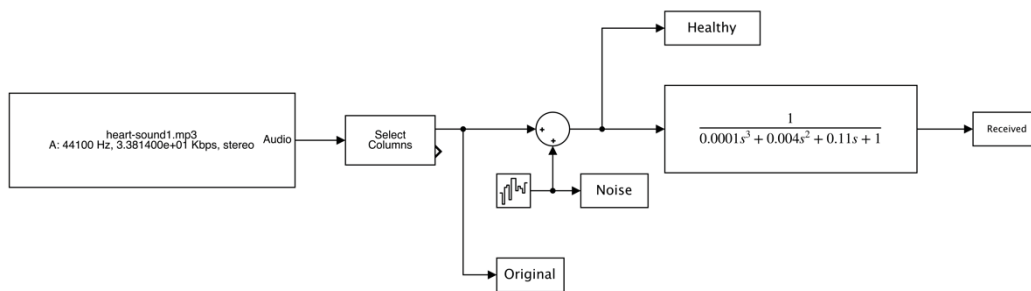 Healthy
heart-sound1.mp3
A: 44100 Hz, 3.381400e+01 Kbps, stereo
Audio
Select
Columns
+
+
1
0.0001s³ + 0.004s² + 0.11s + 1
Received
Noise
Original